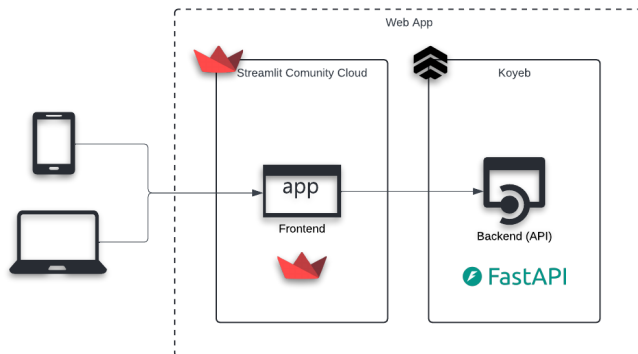 Web App
Streamlit Comunity Cloud
Koyeb
app
Frontend
Backend (API)
FastAPI